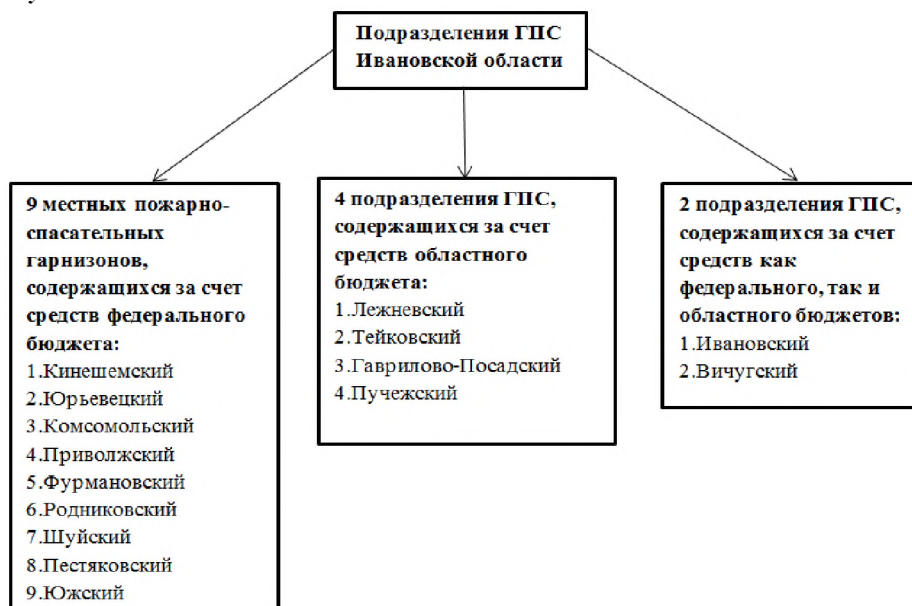 Подразделения ГПС
Ивановской области
9 местных пожарно-
спасательных
гарнизонов,
содержащихся за счет
средств федерального
бюджета:
1.Кинешемский
2.Юрьевецкий
3.Комсомольский
4.Приволжский
5.Фурмановский
6.Родниковский
7.Шуйский
8.Пестяковский
9.Южский
4 подразделения ГПС,
содержащихся за счет
средств областного
бюджета:
1.Лежневский
2.Тейковский
3.Гаврилово-Посадский
4.Пучежский
2 подразделения ГПС,
содержащихся за счет
средств как
федерального, так и
областного бюджетов:
1.Ивановский
2.Вичугский